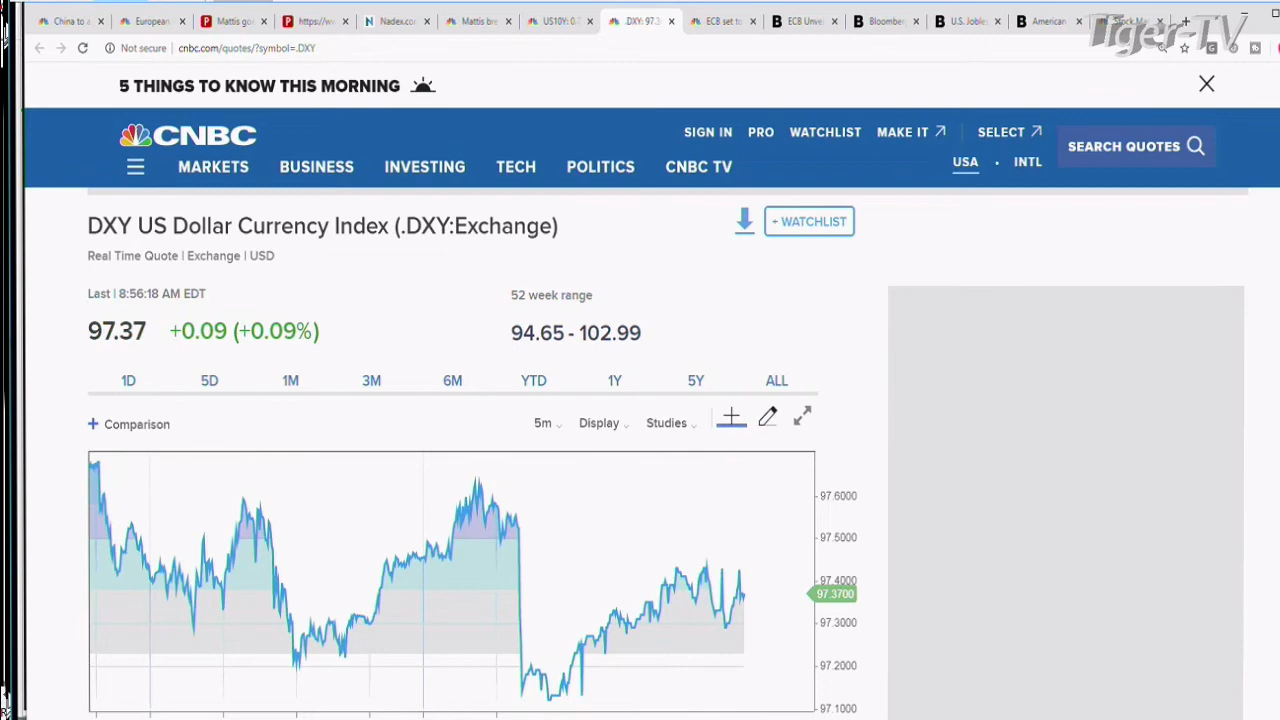 China to a
European
Mattis go
https://w
Nadex.co
Mattis bre
US10Y: 0.
.DXY: 97.3
ECB set to
ECB Unve
Bloomber
U.S. Jobles
American
Stock Ma
Tiger-TV
Not secure
cnbc.com/quotes/?symbol=.DXY
5 THINGS TO KNOW THIS MORNING
CNBC
SIGN IN PRO WATCHLIST MAKE IT SELECT
SEARCH QUOTES
USA • INTL
MARKETS BUSINESS INVESTING TECH POLITICS CNBC TV
DXY US Dollar Currency Index (.DXY:Exchange)
+ WATCHLIST
Real Time Quote | Exchange | USD
Last | 8:56:18 AM EDT
52 week range
97.37 +0.09 (+0.09%)
94.65 - 102.99
1D 5D 1M 3M 6M YTD 1Y 5Y ALL
+ Comparison
5m Display Studies
97.6000
97.5000
97.4000
97.3700
97.3000
97.2000
97.1000